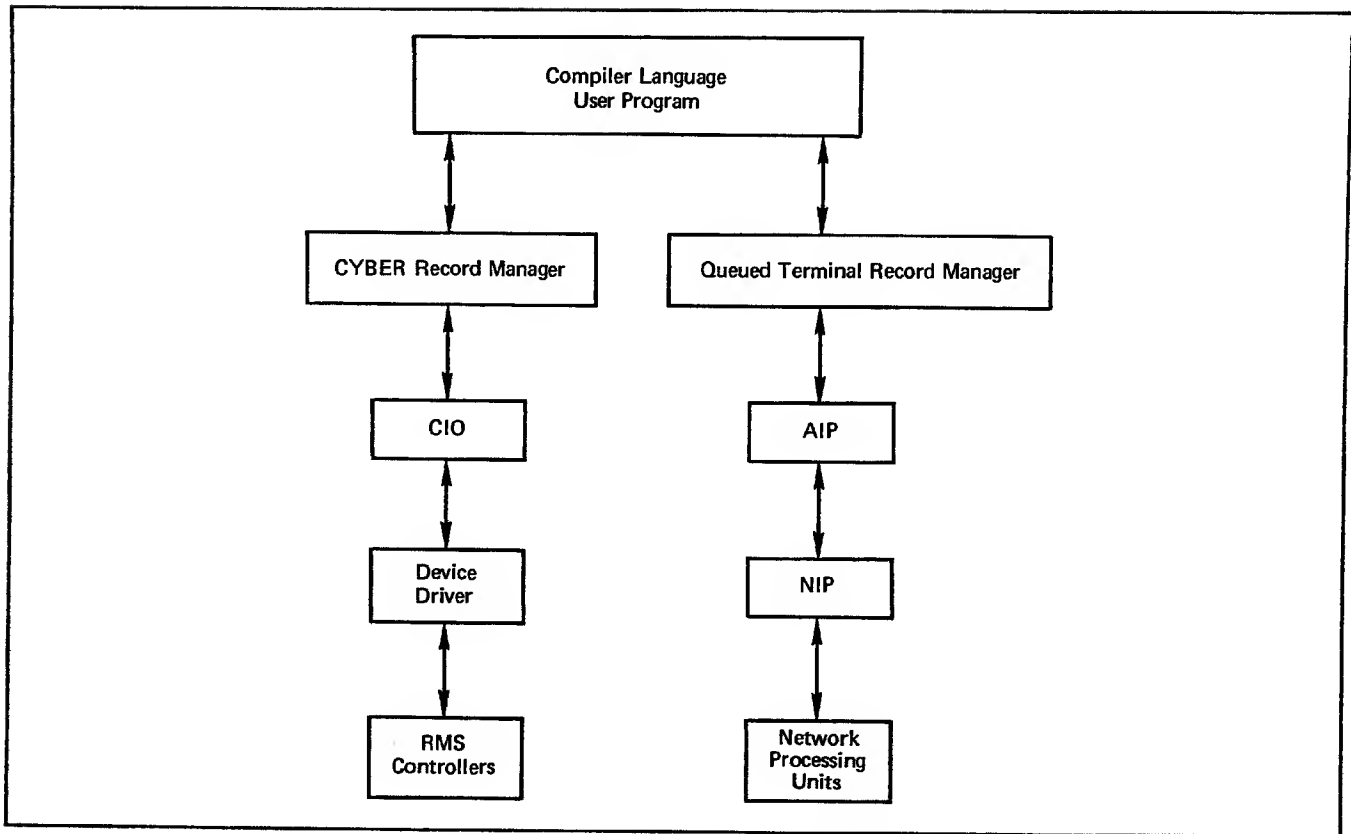 Compiler Language
User Program
CYBER Record Manager
Queued Terminal Record Manager
CIO
AIP
Device
Driver
NIP
RMS
Controllers
Network
Processing
Units